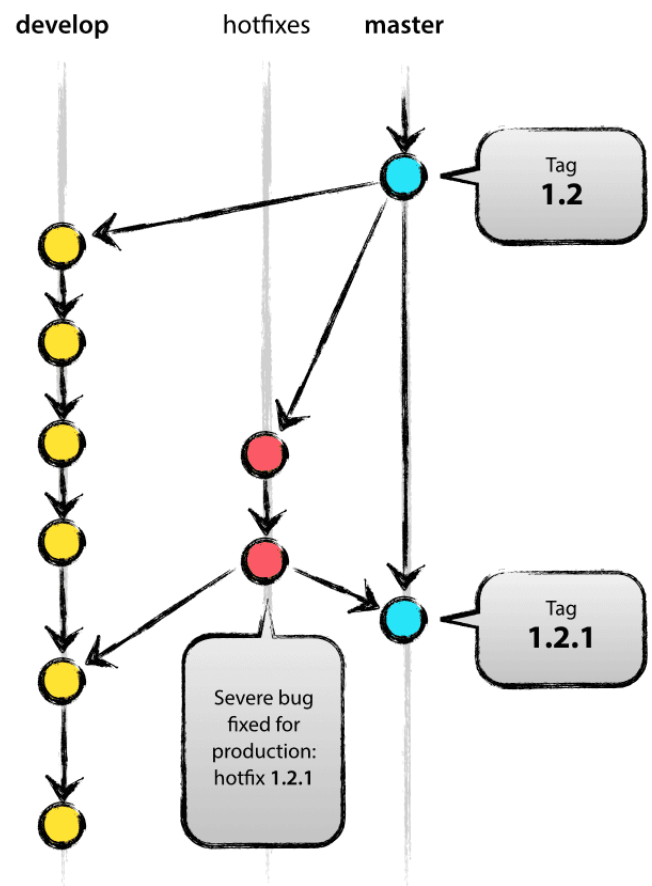 develop
hotfixes
master
Tag
1.2
Tag
1.2.1
Severe bug
fixed for
production:
hotfix 1.2.1